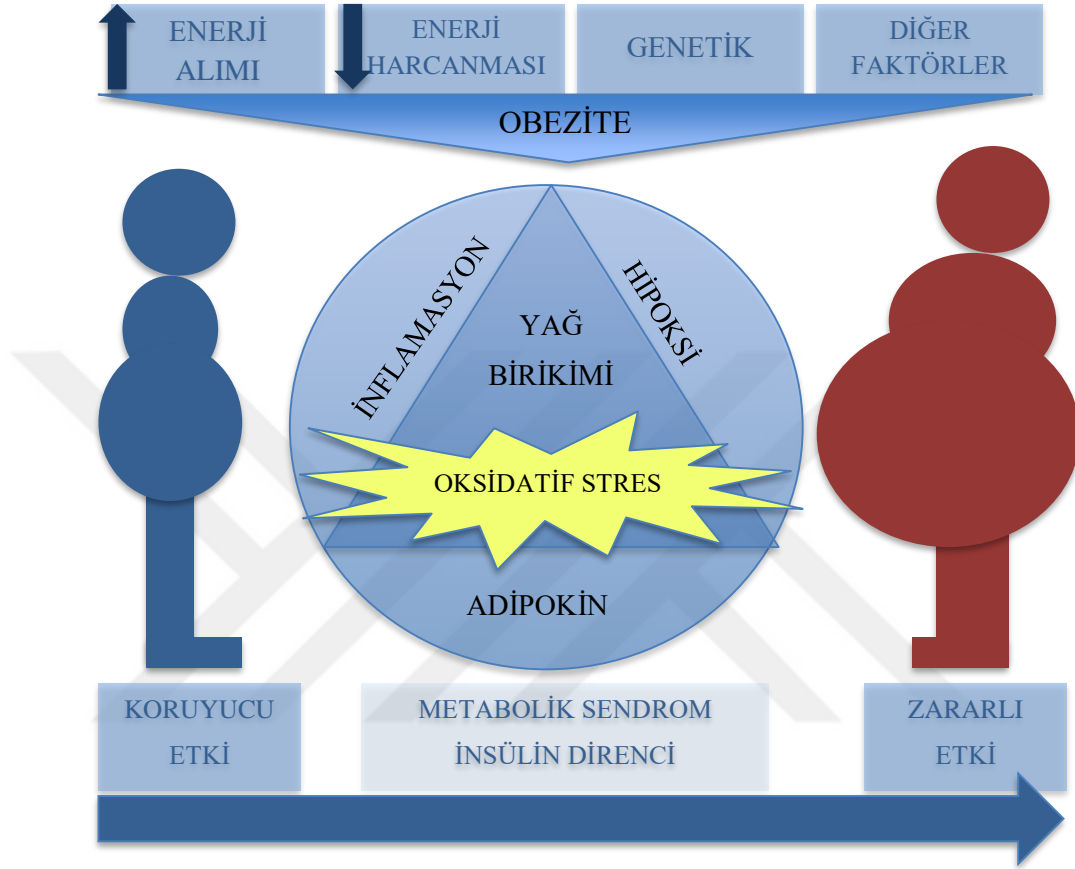 ENERJİ
ALIMI
ENERJİ
HARCANMASI
GENETİK
DİĞER
FAKTÖRLER
OBEZİTE
İNFLAMASYON
HİPOKSİ
YAĞ
BİRİKİMİ
OKSİDATİF STRES
ADİPOKİN
KORUYUCU
ETKİ
METABOLİK SENDROM
İNSÜLİN DİRENCİ
ZARARLI
ETKİ